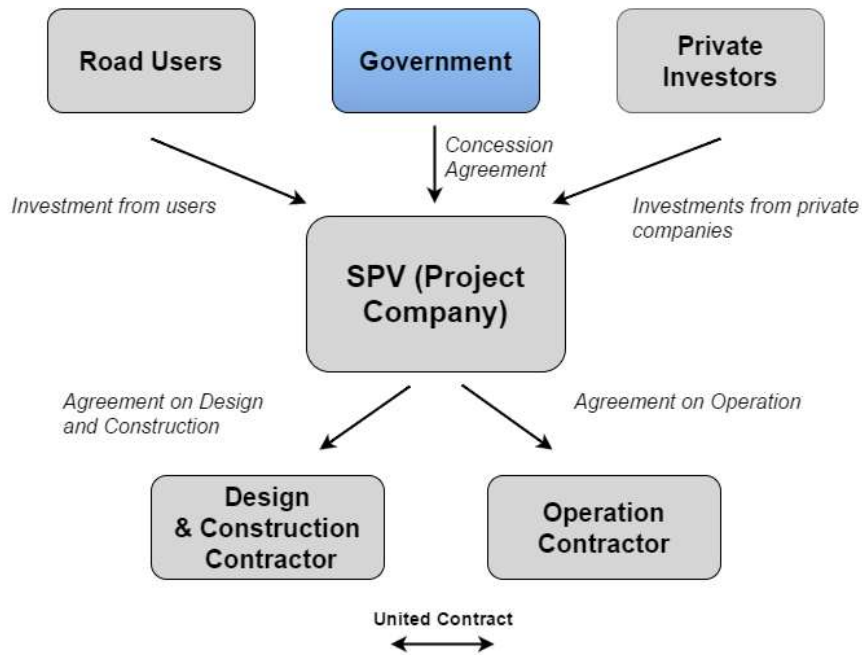 Road Users
Government
Private
Investors
Concession
Agreement
Investment from users
Investments from private
companies
SPV (Project
Company)
Agreement on Design
and Construction
Agreement on Operation
Design
& Construction
Contractor
Operation
Contractor
United Contract